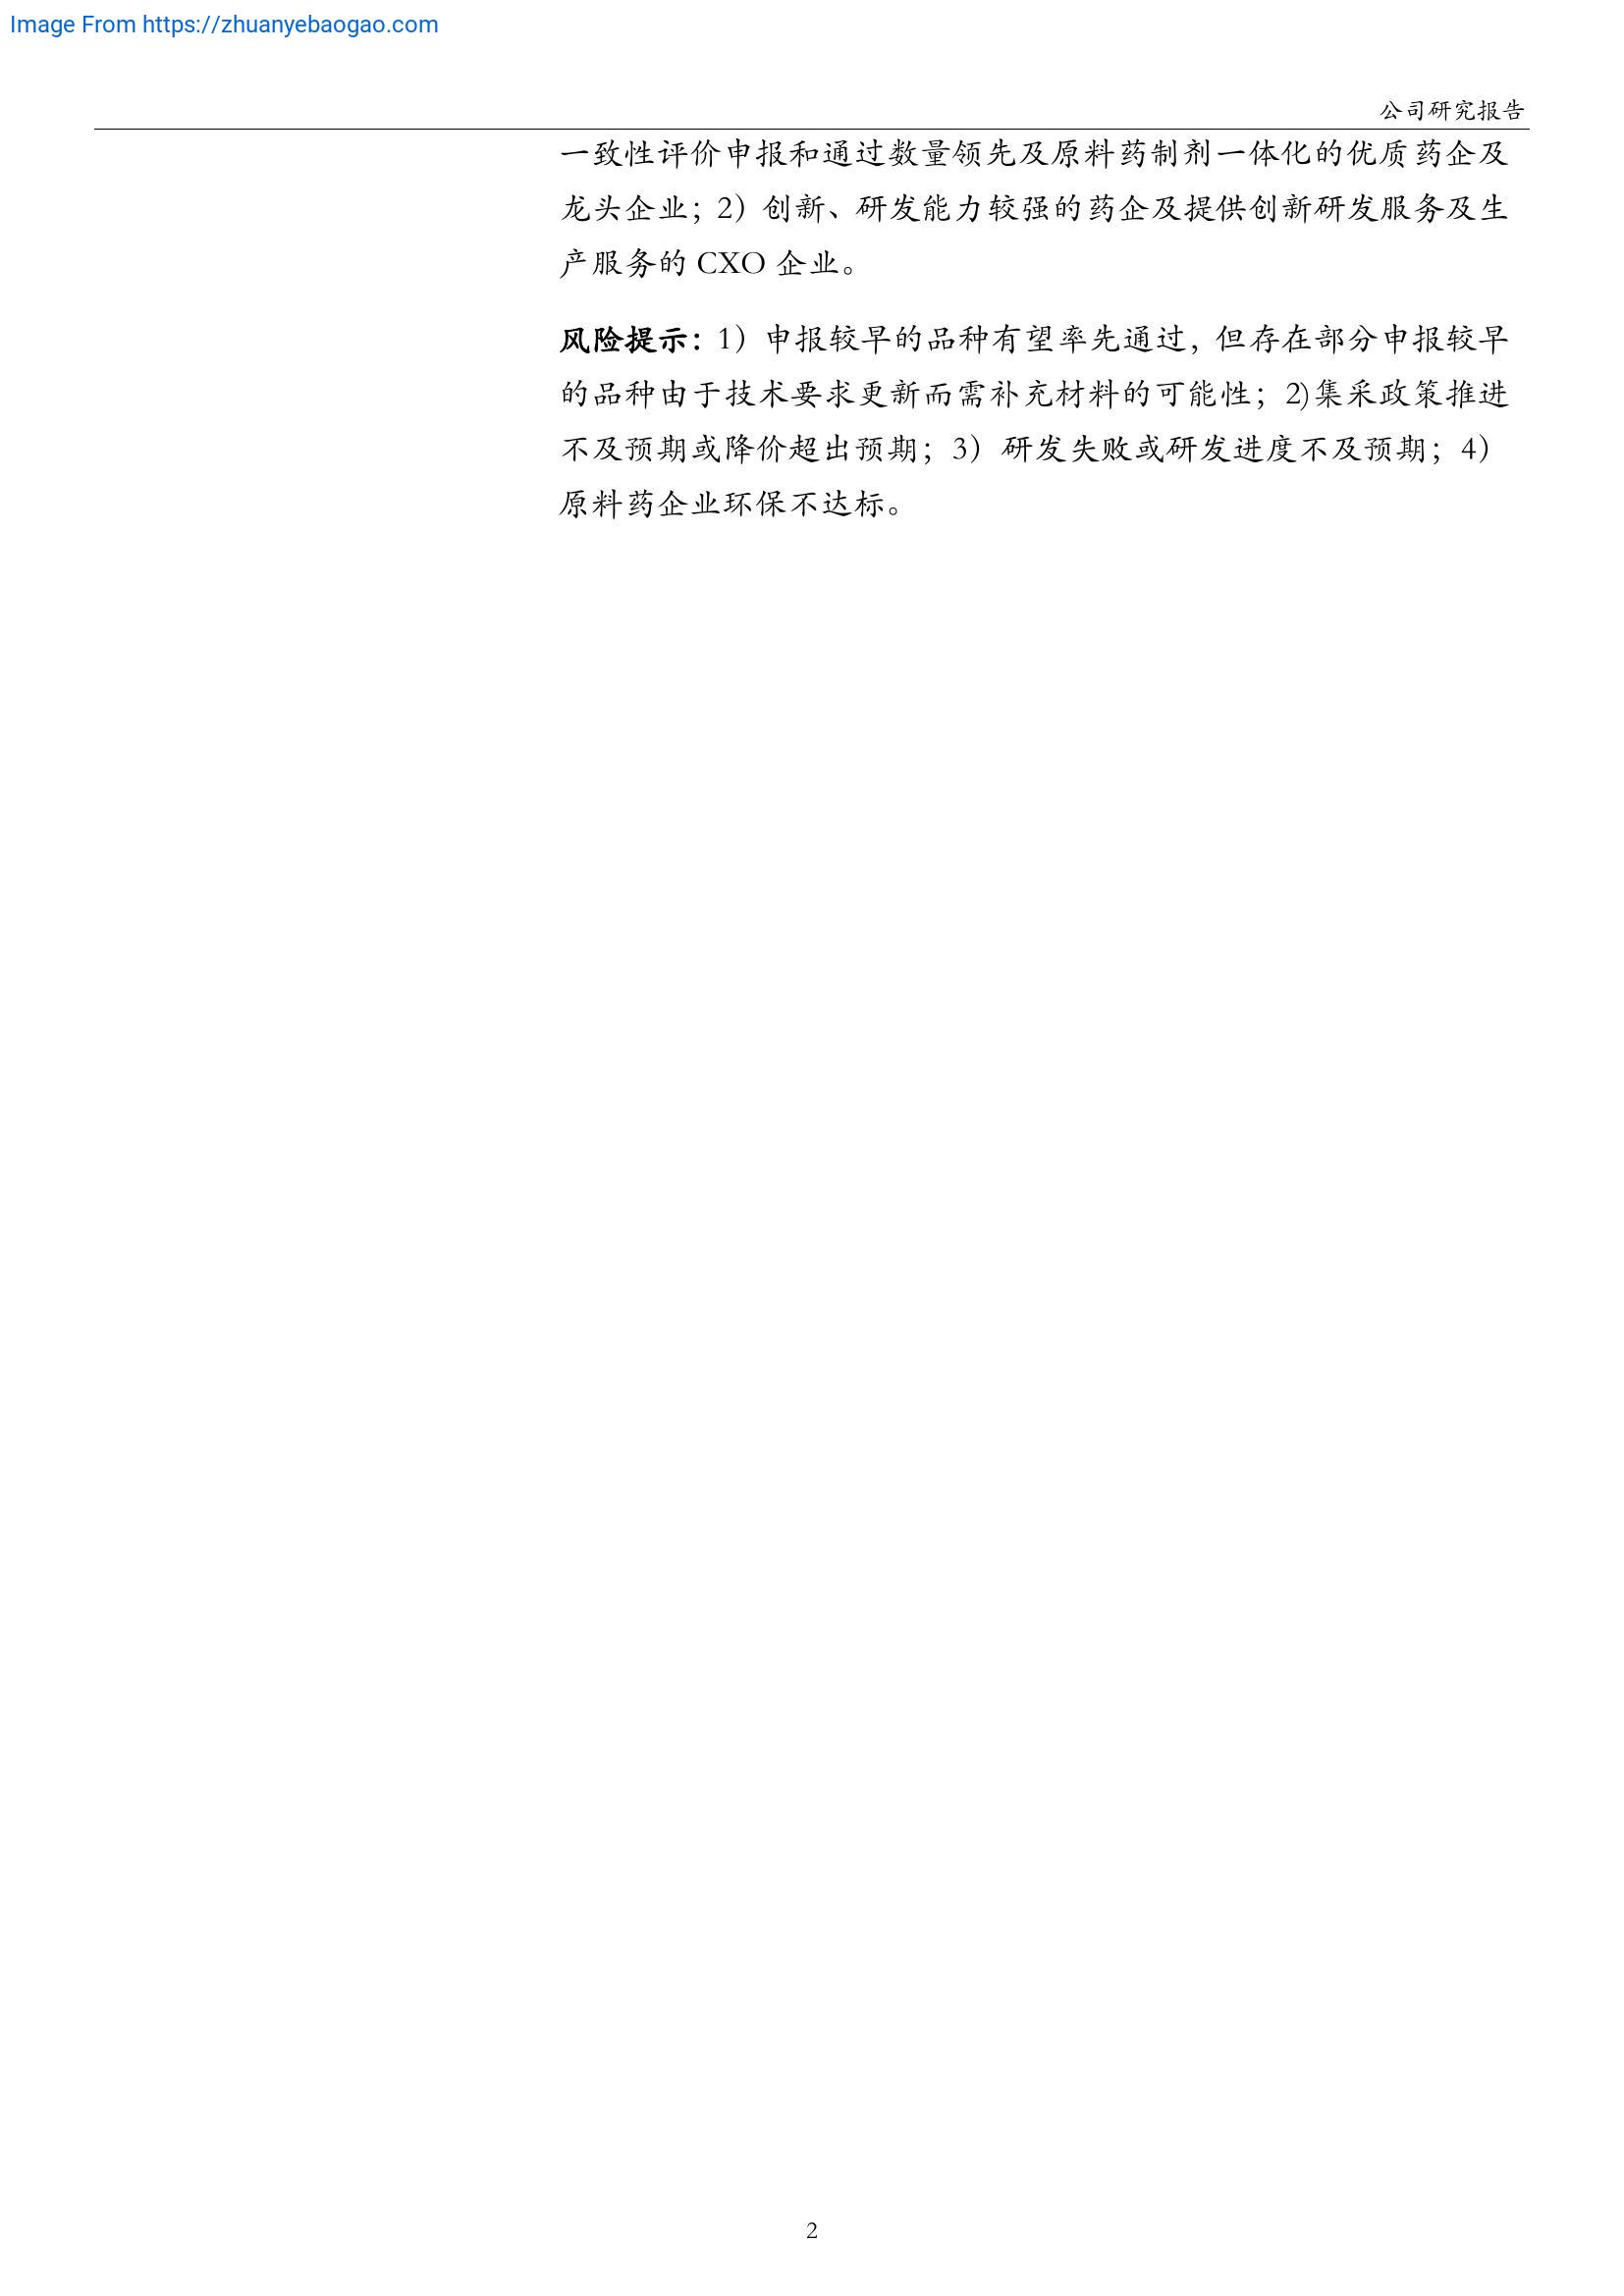 Image From https://zhuanyebaogao.com
公司研究报告
一致性评价申报和通过数量领先及原料药制剂一体化的优质药企及
龙头企业；2）创新、研发能力较强的药企及提供创新研发服务及生
产服务的 CXO 企业。
风险提示：1）申报较早的品种有望率先通过，但存在部分申报较早
的品种由于技术要求更新而需补充材料的可能性；2)集采政策推进
不及预期或降价超出预期；3）研发失败或研发进度不及预期；4）
原料药企业环保不达标。
2